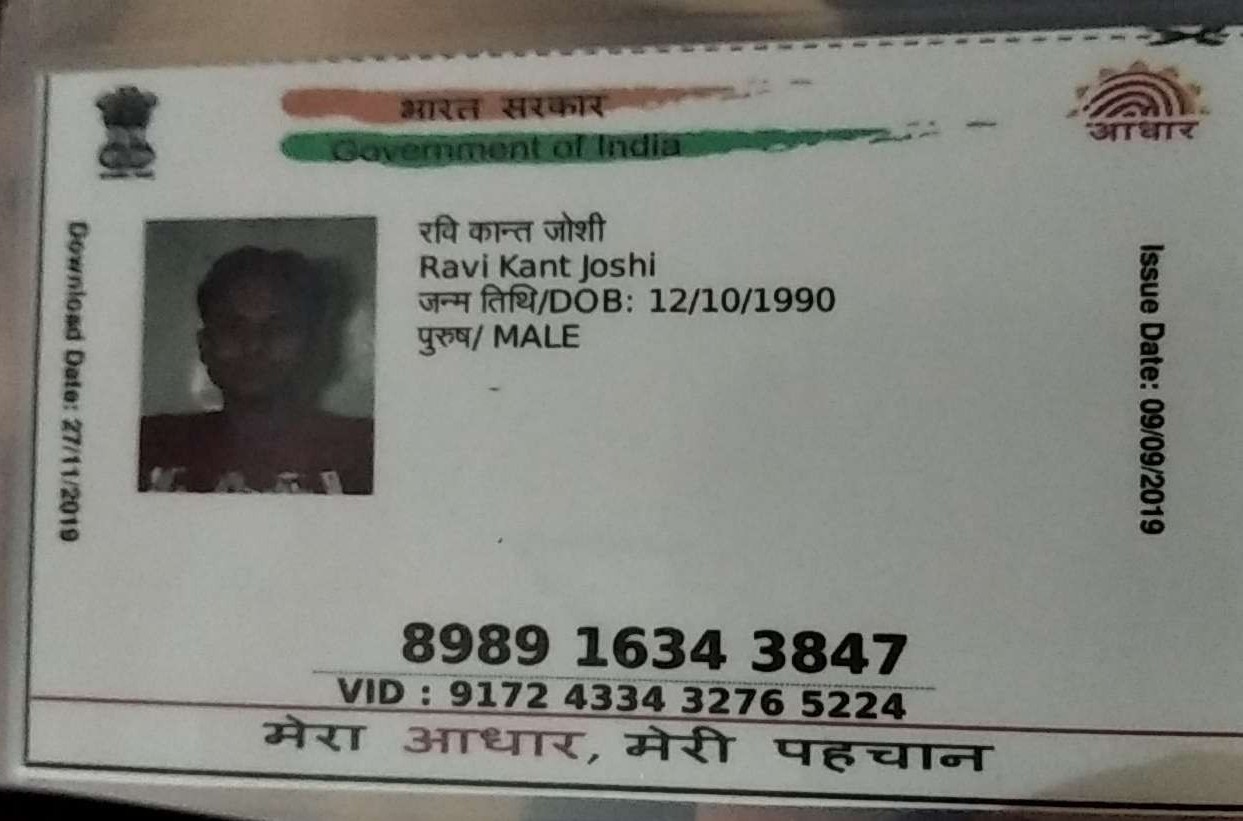 भारत सरकार
Government of India
आधार
Download Date: 27/11/2019
रवि कान्त जोशी
Ravi Kant Joshi
जन्म तिथि/DOB: 12/10/1990
पुरुष/ MALE
Issue Date: 09/09/2019
8989 1634 3847
VID : 9172 4334 3276 5224
मेरा आधार, मेरी पहचान